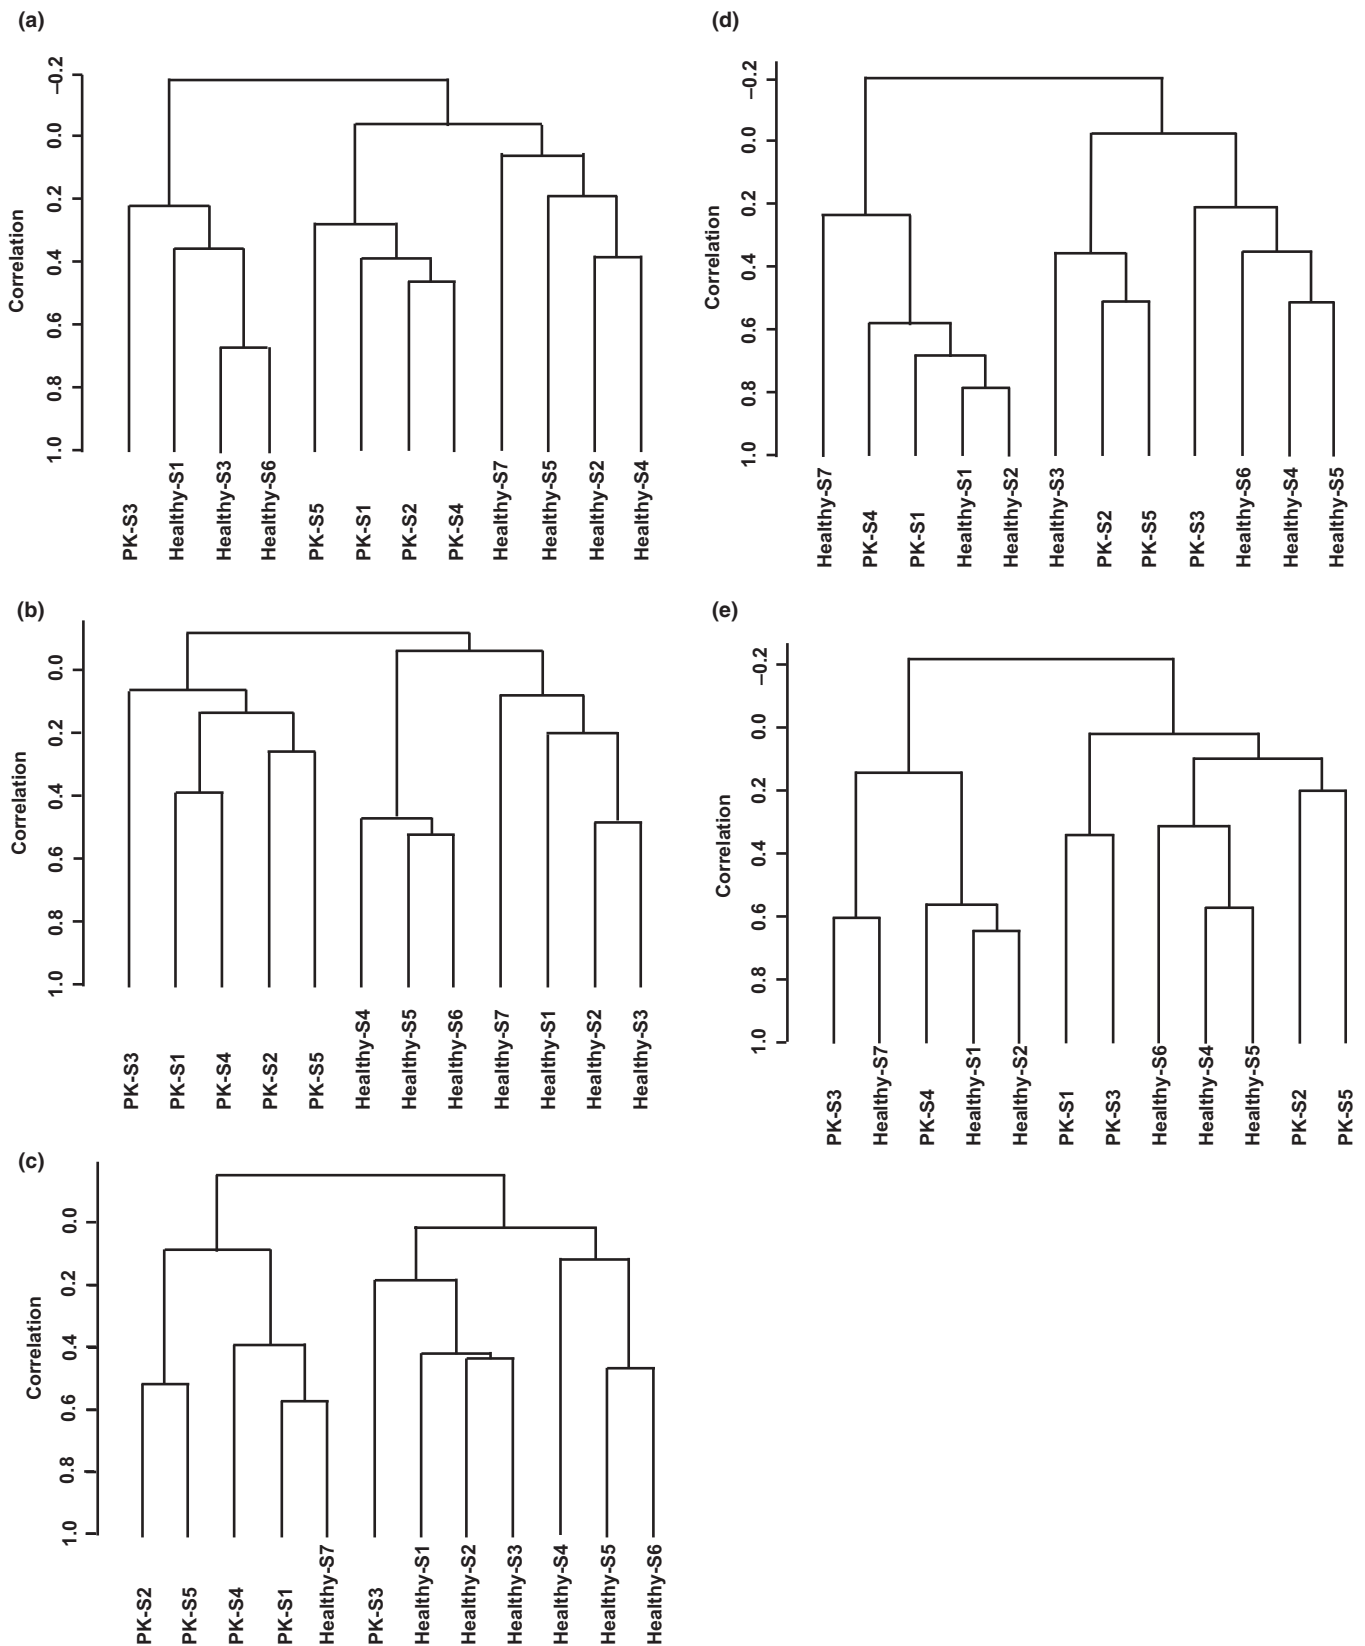 (a)
Correlation
–0.2
0.0
0.2
0.4
0.6
0.8
1.0
PK-S3
Healthy-S1
Healthy-S3
Healthy-S6
PK-S5
PK-S1
PK-S2
PK-S4
Healthy-S7
Healthy-S5
Healthy-S2
Healthy-S4
(b)
Correlation
0.0
0.2
0.4
0.6
0.8
1.0
PK-S3
PK-S1
PK-S4
PK-S2
PK-S5
Healthy-S4
Healthy-S5
Healthy-S6
Healthy-S7
Healthy-S1
Healthy-S2
Healthy-S3
(c)
Correlation
0.0
0.2
0.4
0.6
0.8
1.0
PK-S2
PK-S5
PK-S4
PK-S1
Healthy-S7
PK-S3
Healthy-S1
Healthy-S2
Healthy-S3
Healthy-S4
Healthy-S5
Healthy-S6
(d)
Correlation
–0.2
0.0
0.2
0.4
0.6
0.8
1.0
Healthy-S7
PK-S4
PK-S1
Healthy-S1
Healthy-S2
Healthy-S3
PK-S2
PK-S5
PK-S3
Healthy-S6
Healthy-S4
Healthy-S5
(e)
Correlation
–0.2
0.0
0.2
0.4
0.6
0.8
1.0
PK-S3
Healthy-S7
PK-S4
Healthy-S1
Healthy-S2
PK-S1
PK-S3
Healthy-S6
Healthy-S4
Healthy-S5
PK-S2
PK-S5